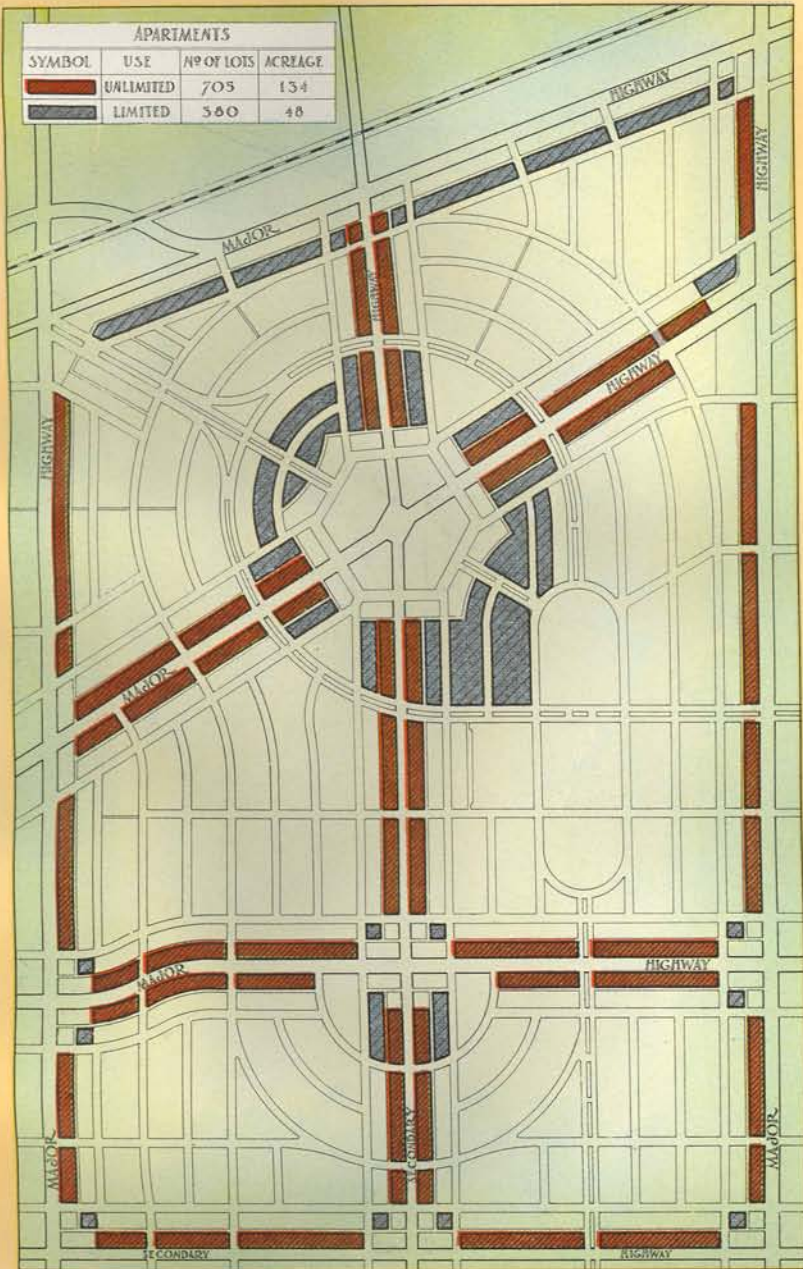 APARTMENTS
SYMBOL USE Nº OF LOTS ACREAGE
UNLIMITED 705 134
LIMITED 380 48
HIGHWAY
HIGHWAY
MAJOR
HIGHWAY
HIGHWAY
HIGHWAY
MAJOR
MAJOR
HIGHWAY
SECONDARY
MAJOR
MAJOR
SECONDARY
HIGHWAY